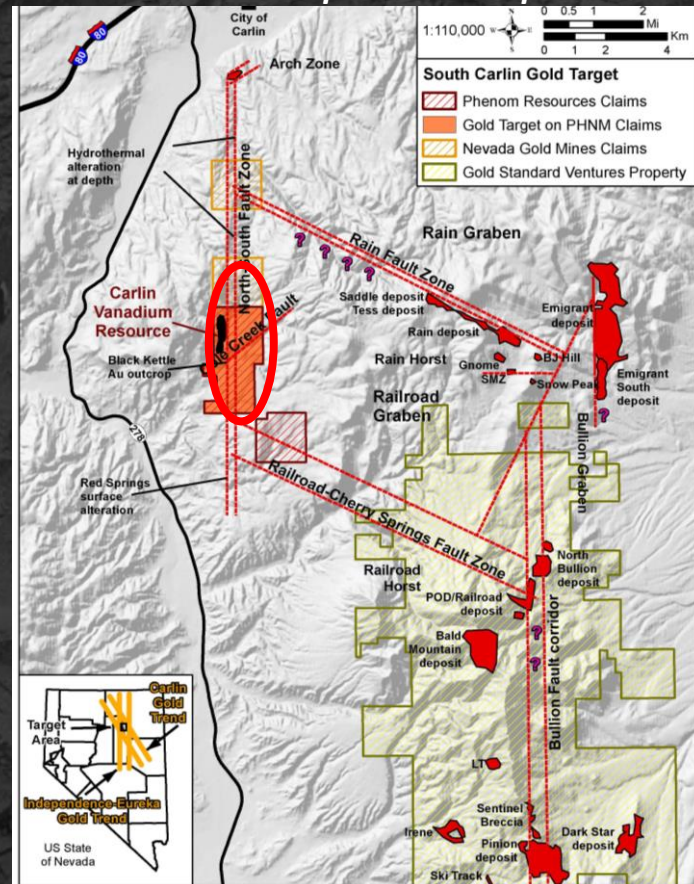 80
80
City of
Carlin
1:110,000
0 0.5 1 2
Mi
Km
0 1 2 4
South Carlin Gold Target
Phenom Resources Claims
Gold Target on PHNM Claims
Nevada Gold Mines Claims
Gold Standard Ventures Property
Arch Zone
Hydrothermal
alteration
at depth
North-South Fault Zone
Rain Graben
Rain Fault Zone
? ? ? ?
Carlin
Vanadium
Resource
Saddle deposit
Tess deposit
Rain deposit
Emigrant
deposit
Creek Fault
Black Kettle
Au outcrop
Rain Horst
Gnome
BJ Hill
SMZ
Snow Peak
Emigrant
South
deposit
?
Railroad
Graben
Bullion Graben
278
Red Springs
surface
alteration
Railroad-Cherry Springs Fault Zone
Railroad
Horst
North
Bullion
deposit
POD/Railroad
deposit
?
?
Bald
Mountain
deposit
Bullion Fault corridor
LT
Sentinel
Breccia
Irene
Pinion
deposit
Dark Star
deposit
Ski Track
Carlin
Gold
Trend
Target
Area
Independence-Eureka
Gold Trend
US State
of Nevada